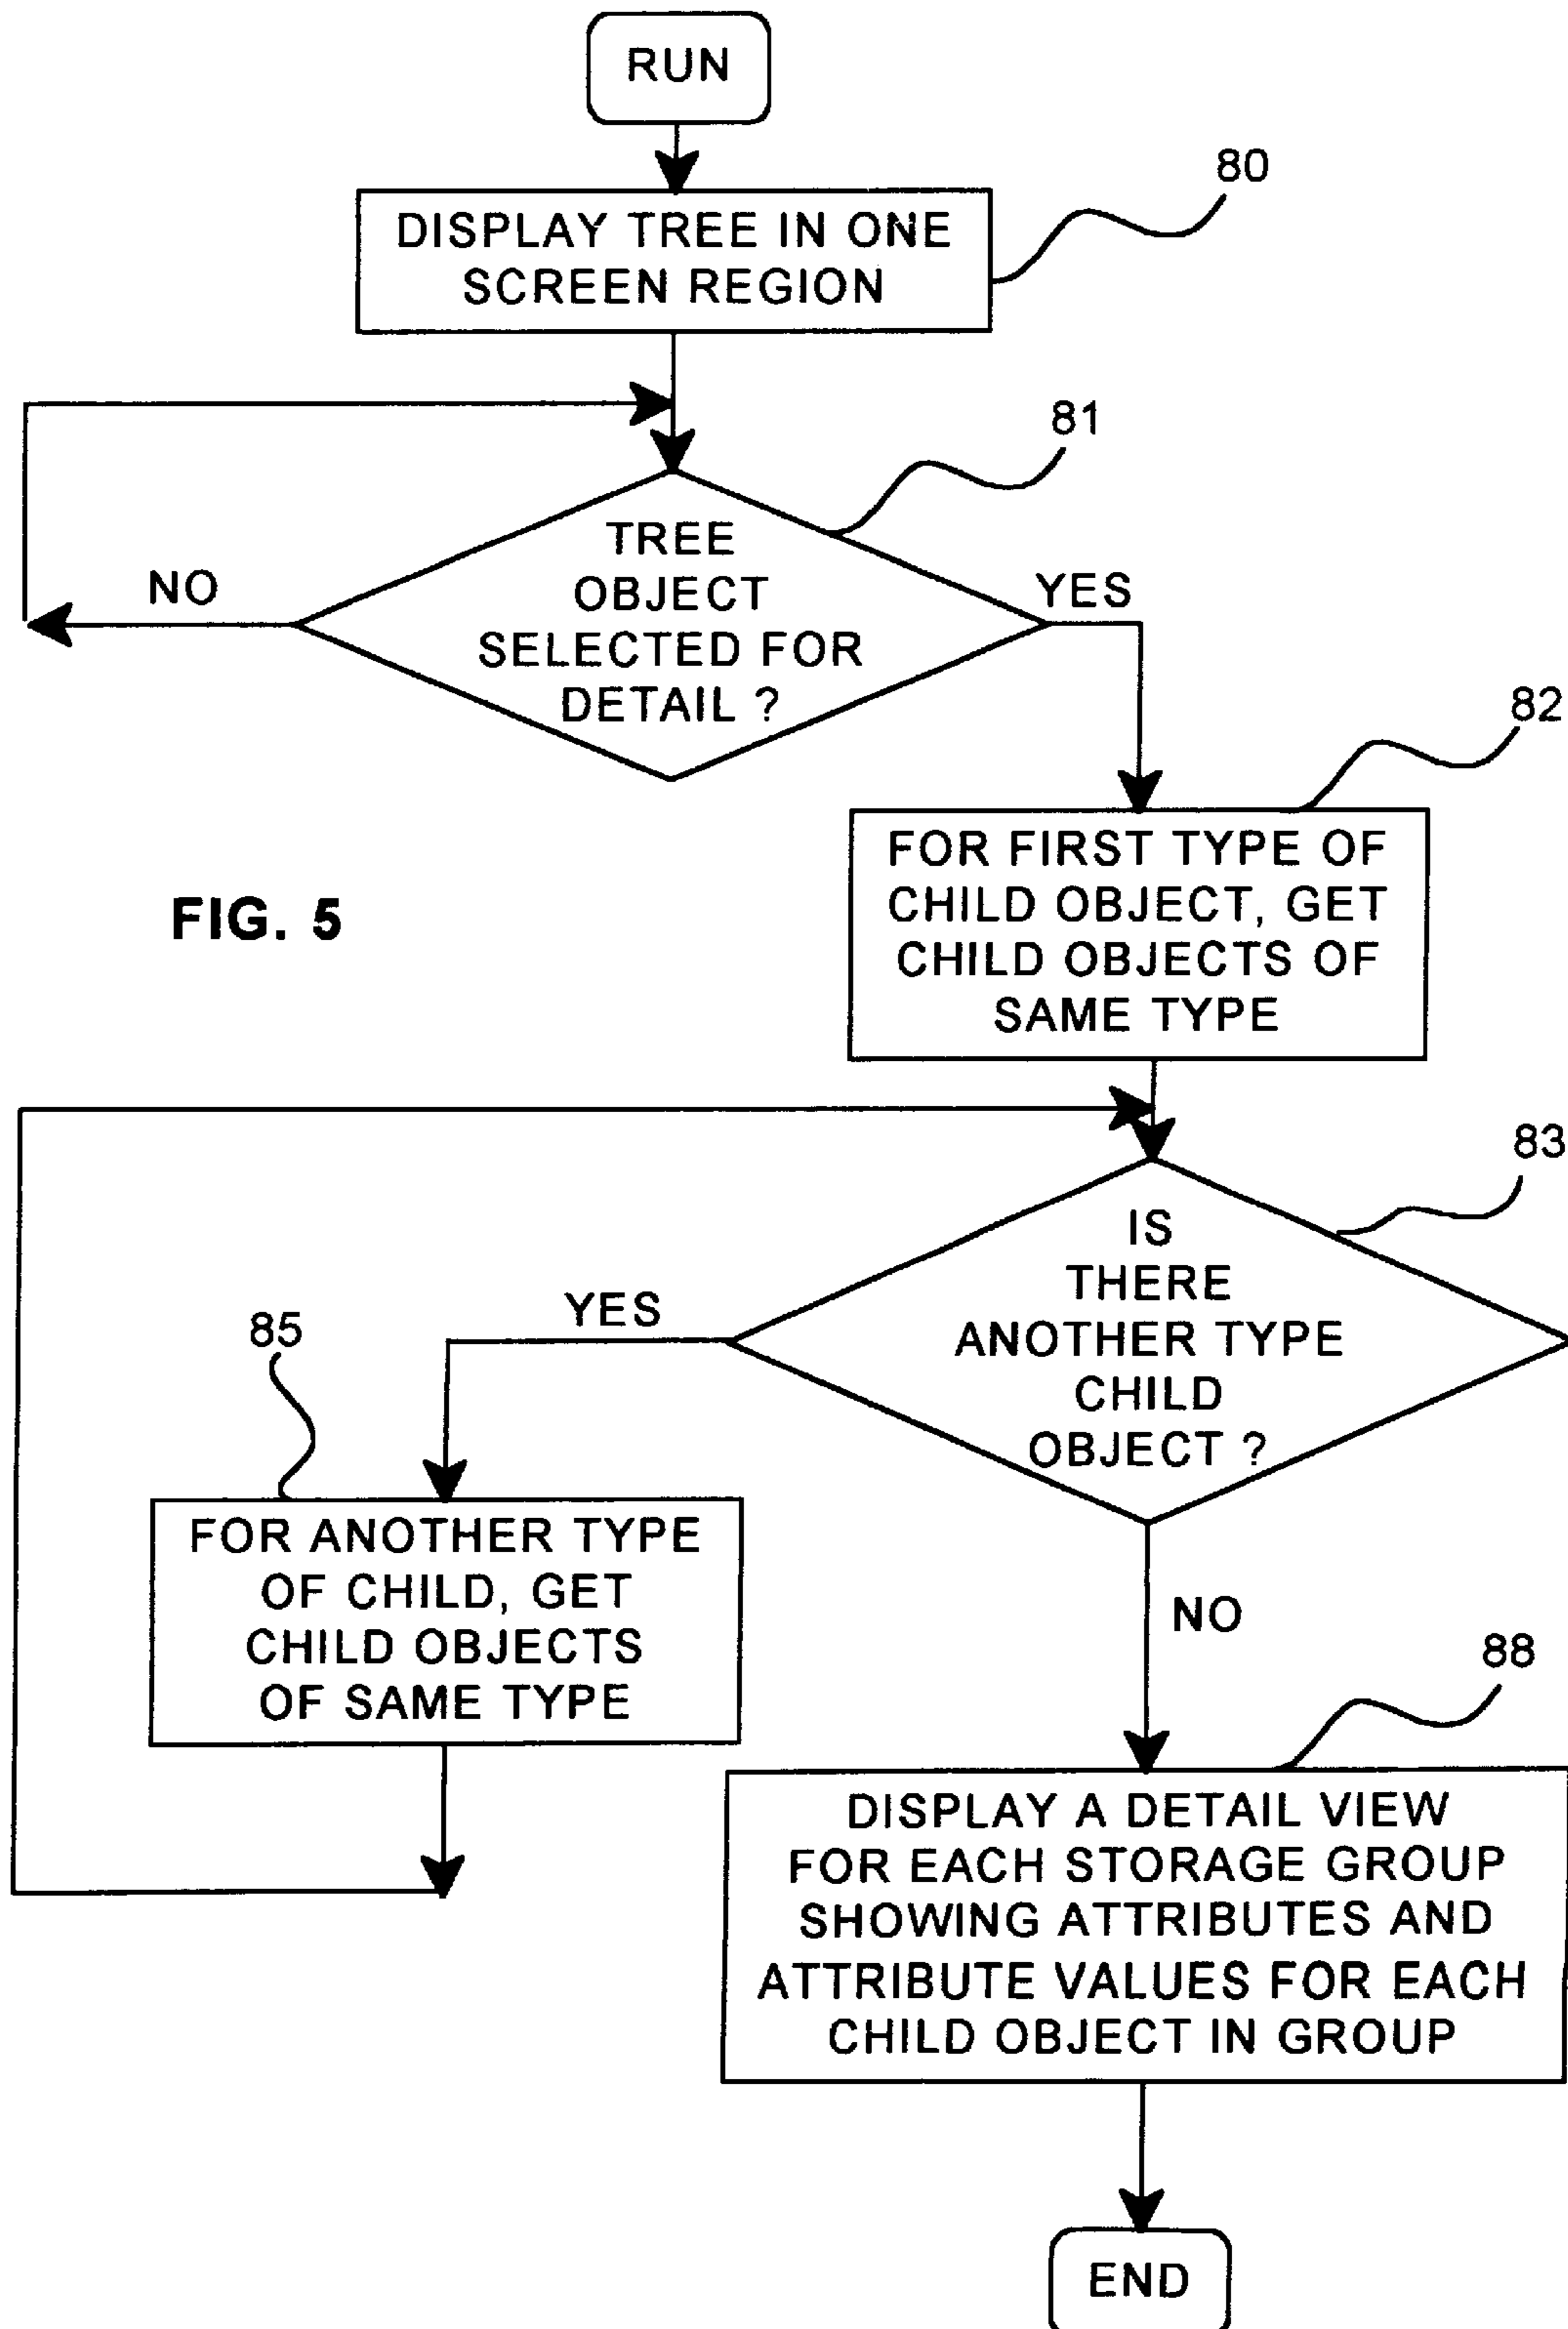 RUN
80
DISPLAY TREE IN ONE
SCREEN REGION
81
TREE
OBJECT
SELECTED FOR
DETAIL ?
NO
YES
82
FOR FIRST TYPE OF
CHILD OBJECT, GET
CHILD OBJECTS OF
SAME TYPE
FIG. 5
83
IS
THERE
ANOTHER TYPE
CHILD
OBJECT ?
YES
85
FOR ANOTHER TYPE
OF CHILD, GET
CHILD OBJECTS
OF SAME TYPE
NO
88
DISPLAY A DETAIL VIEW
FOR EACH STORAGE GROUP
SHOWING ATTRIBUTES AND
ATTRIBUTE VALUES FOR EACH
CHILD OBJECT IN GROUP
END